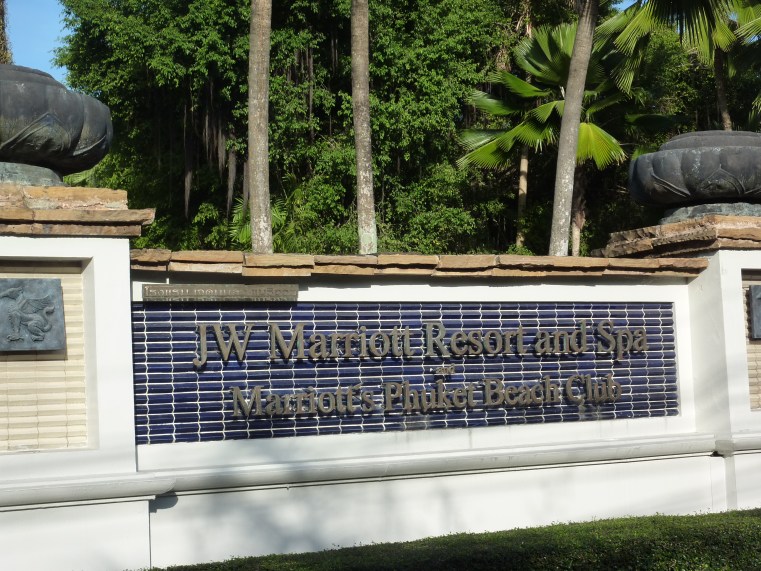 JW Marriott Resort and Spa
and
Marriott's Phuket Beach Club